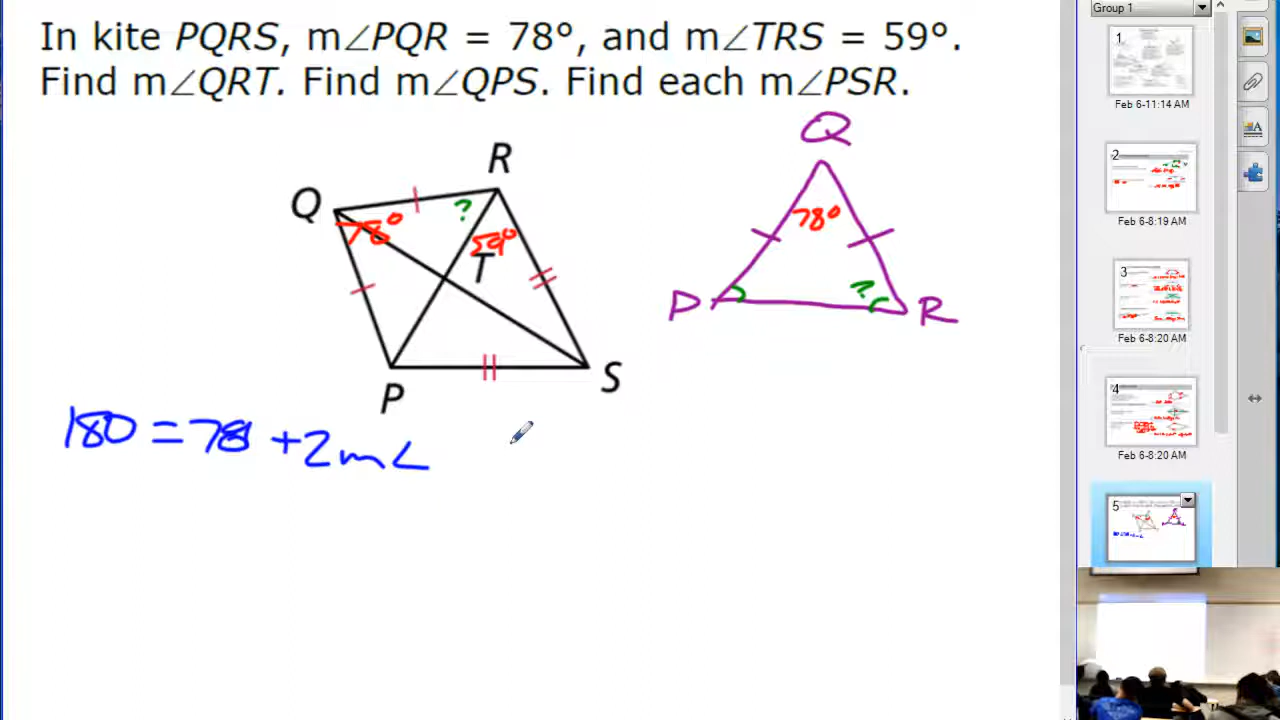 In kite PQRS, m∠PQR = 78°, and m∠TRS = 59°.
Find m∠QRT. Find m∠QPS. Find each m∠PSR.
R
Q
78°
?
59°
T
P
S
Q
78°
?
P
R
180 = 78 + 2m∠
Group 1
1
Feb 6-11:14 AM
2
Feb 6-8:19 AM
3
Feb 6-8:20 AM
4
Feb 6-8:20 AM
5